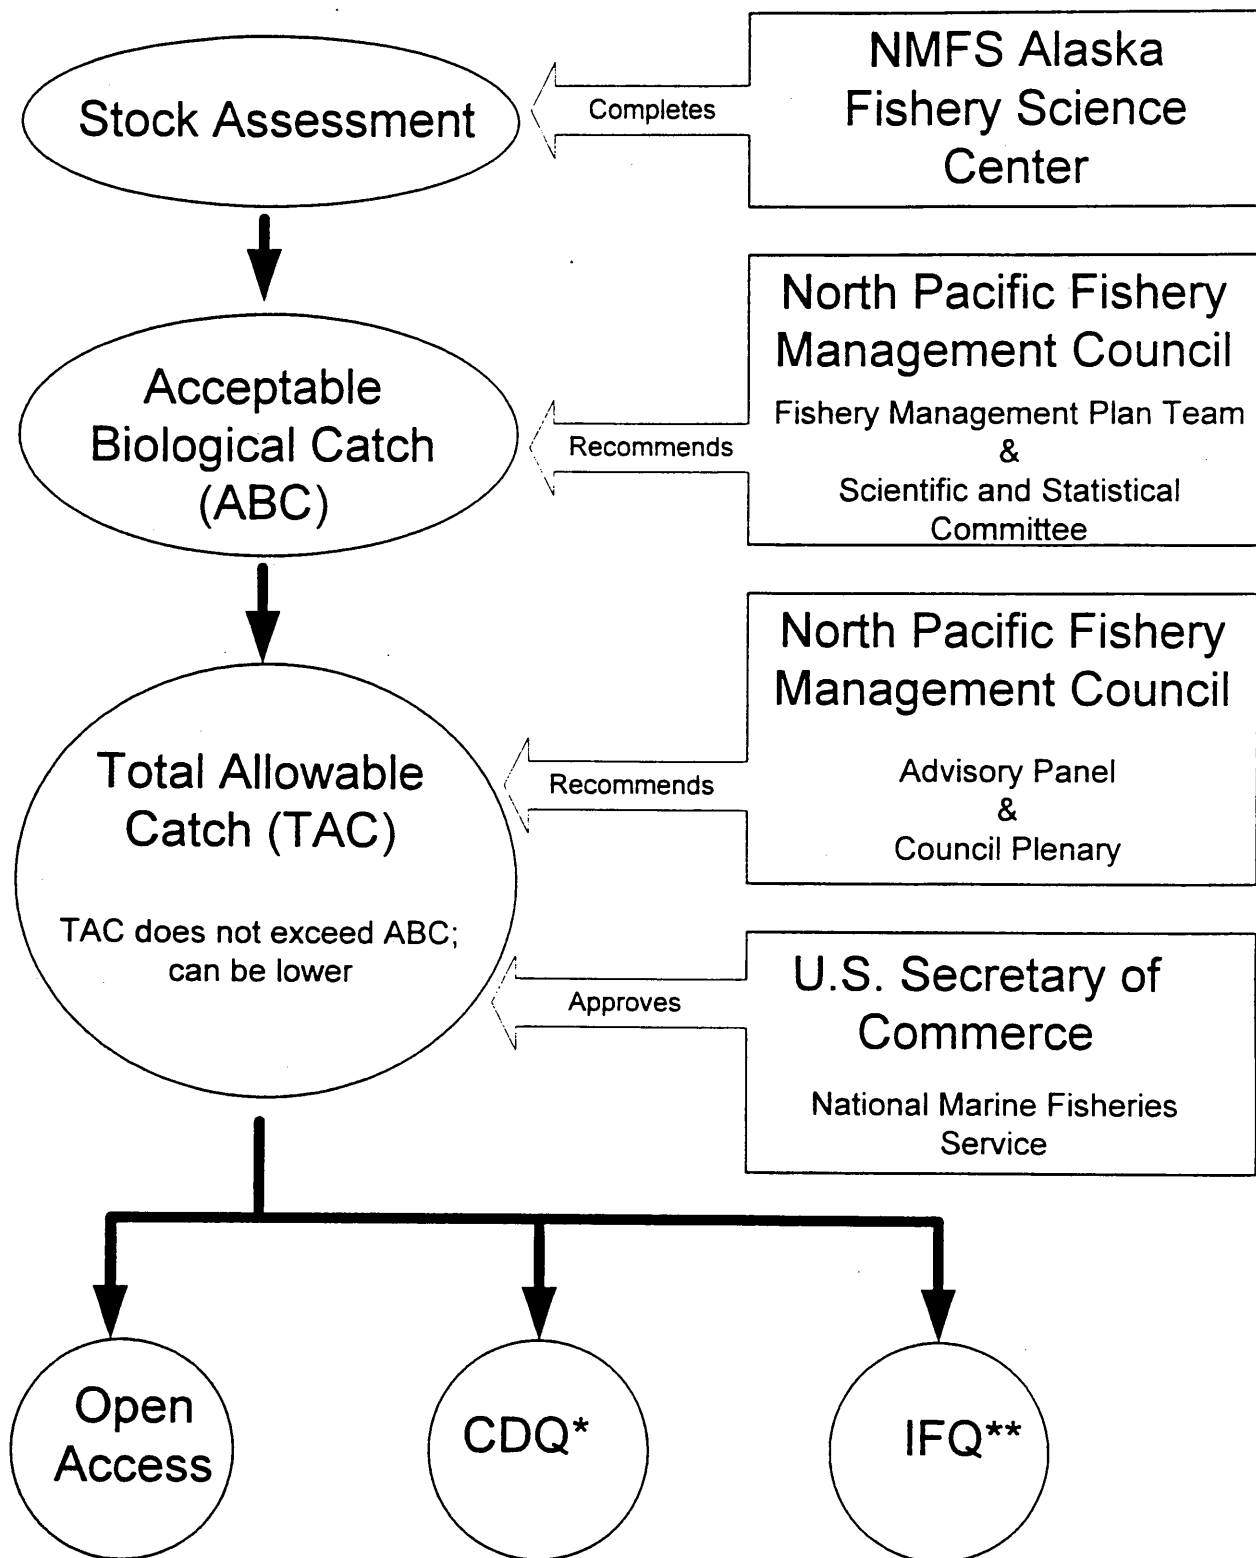 Stock Assessment
Completes
NMFS Alaska
Fishery Science
Center
Acceptable
Biological Catch
(ABC)
Recommends
North Pacific Fishery
Management Council
Fishery Management Plan Team
&
Scientific and Statistical
Committee
Total Allowable
Catch (TAC)
TAC does not exceed ABC;
can be lower
Recommends
North Pacific Fishery
Management Council
Advisory Panel
&
Council Plenary
Approves
U.S. Secretary of
Commerce
National Marine Fisheries
Service
Open
Access
CDQ*
IFQ**